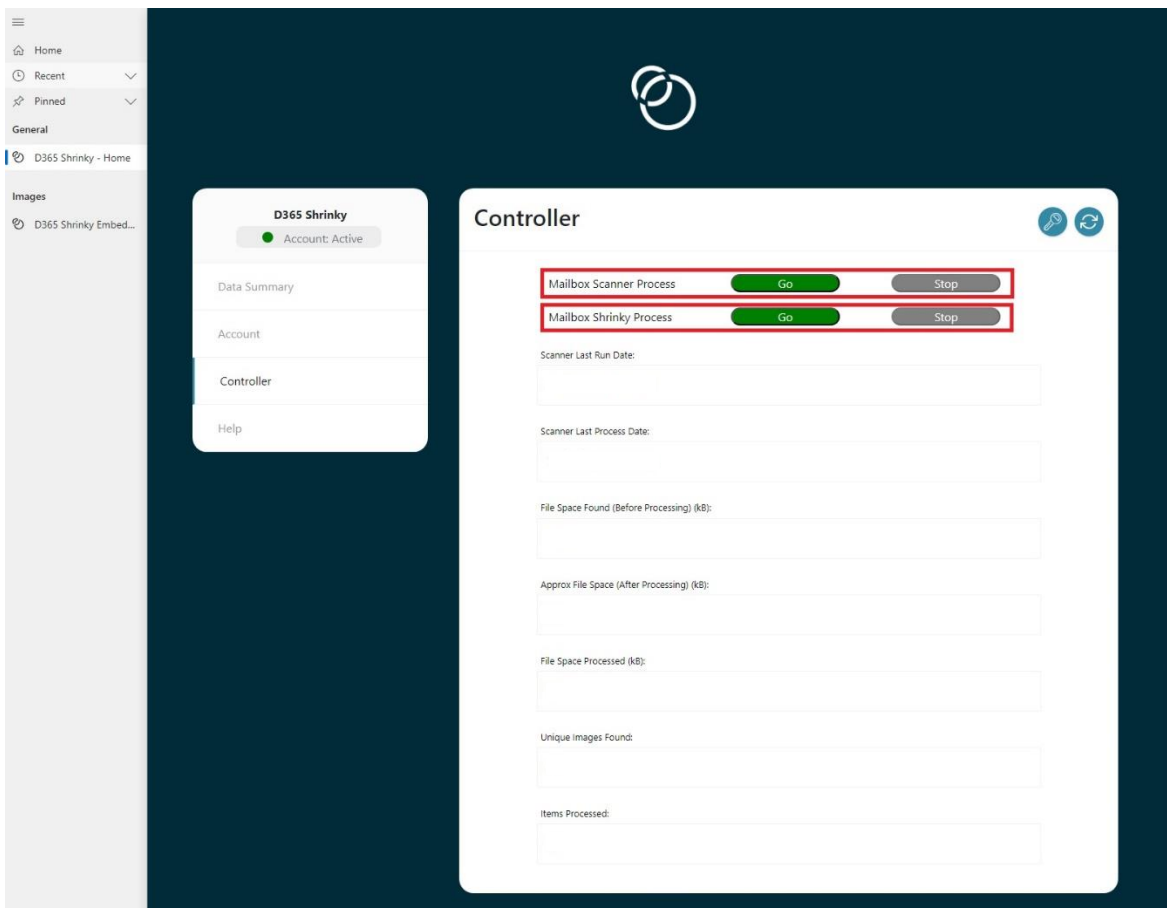 Home
Recent
Pinned
General
D365 Shrinky - Home
Images
D365 Shrinky Embed...
D365 Shrinky
Account: Active
Data Summary
Account
Controller
Help
Controller
Mailbox Scanner Process Go Stop
Mailbox Shrinky Process Go Stop
Scanner Last Run Date:
Scanner Last Process Date:
File Space Found (Before Processing) (kB):
Approx File Space (After Processing) (kB):
File Space Processed (kB):
Unique Images Found:
Items Processed: